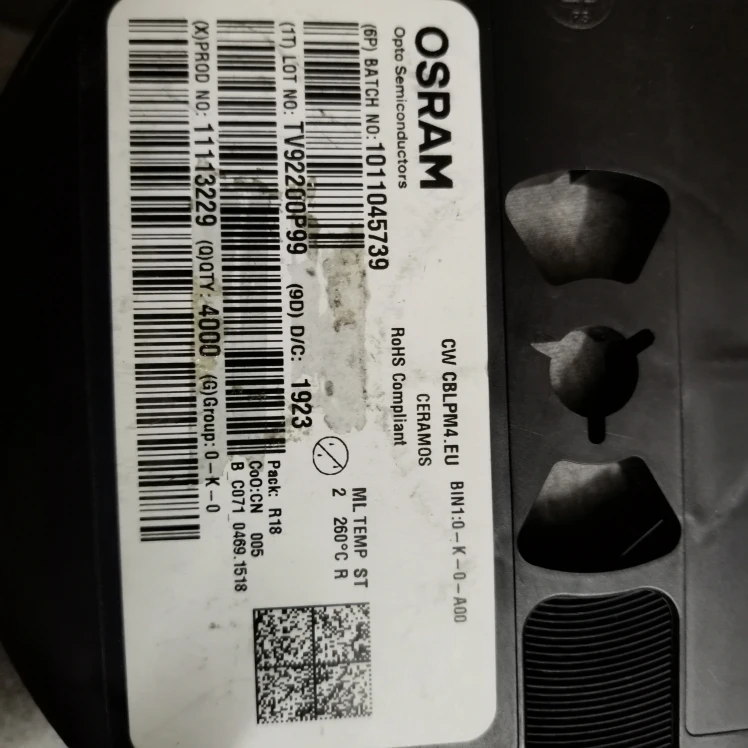 OSRAM
Opto Semiconductors
CW CBLPM4.EU BIN1:0-K-0-A00
CERAMOS
RoHS Compliant
(6P) BATCH NO: 1011045739
ML TEMP ST
2 260°C R
(1T) LOT NO: TV92200P99 (9D) D/C: 1923
Pack: R18
CoO:CN 005
B_C071_0469.1518
(X)PROD NO: 11113229 (Q)QTY: 4000 (G)Group: 0-K-0
PS